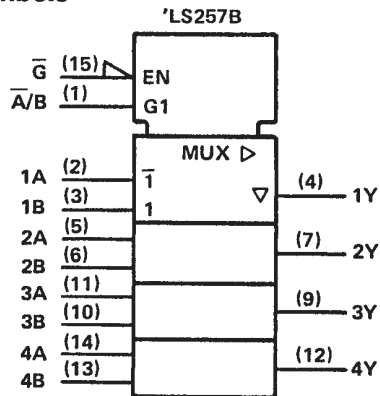 'LS257B
G̅ (15) EN
A̅/B (1) G1
MUX ▷
1A (2) 1̅
1B (3) 1 ▽ (4) 1Y
2A (5)
2B (6) (7) 2Y
3A (11)
3B (10) (9) 3Y
4A (14)
4B (13) (12) 4Y